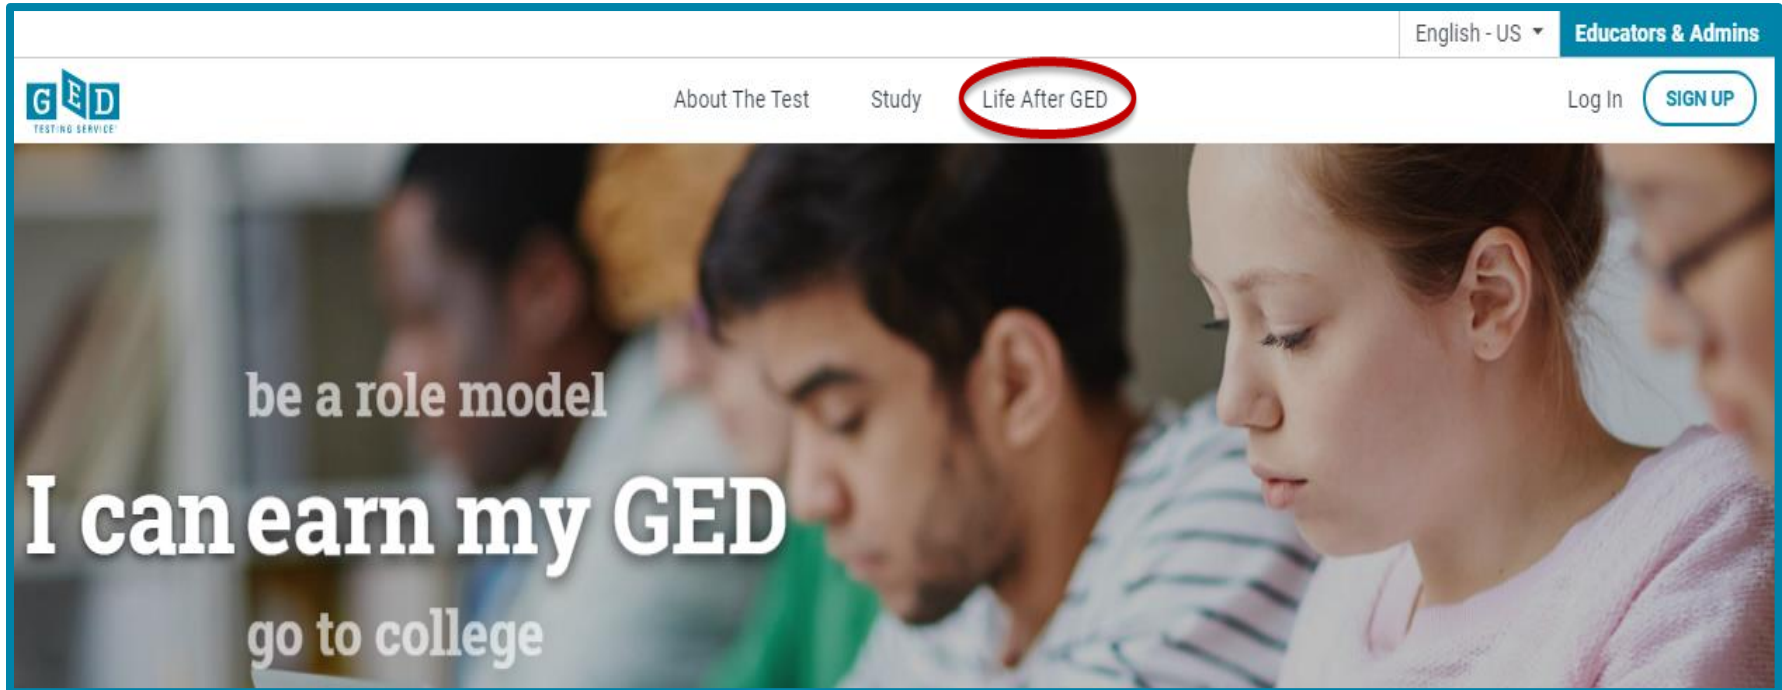 English - US
Educators & Admins
GED
TESTING SERVICE
About The Test
Study
Life After GED
Log In
SIGN UP
be a role model
I can earn my GED
go to college